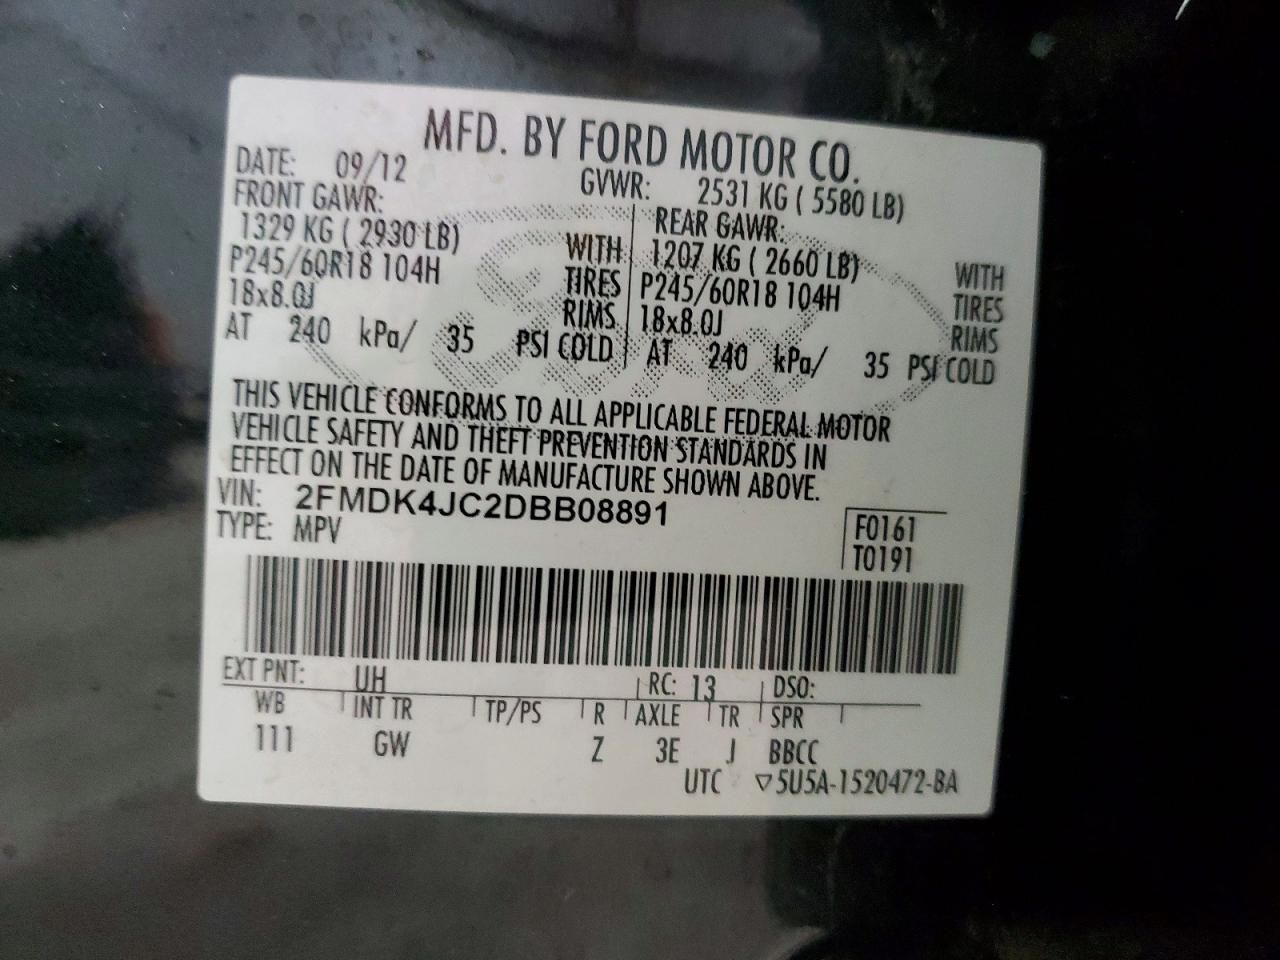 MFD. BY FORD MOTOR CO.
DATE: 09/12 GVWR: 2531 KG ( 5580 LB)
FRONT GAWR: REAR GAWR:
1329 KG ( 2930 LB) WITH 1207 KG ( 2660 LB) WITH
P245/60R18 104H TIRES P245/60R18 104H TIRES
18x8.0J RIMS 18x8.0J RIMS
AT 240 kPa/ 35 PSI COLD AT 240 kPa/ 35 PSI COLD
THIS VEHICLE CONFORMS TO ALL APPLICABLE FEDERAL MOTOR
VEHICLE SAFETY AND THEFT PREVENTION STANDARDS IN
EFFECT ON THE DATE OF MANUFACTURE SHOWN ABOVE.
VIN: 2FMDK4JC2DBB08891
TYPE: MPV F0161
T0191
EXT PNT: UH RC: 13 DSO:
WB INT TR TP/PS R AXLE TR SPR
111 GW Z 3E J BBCC
UTC ▽5U5A-1520472-BA